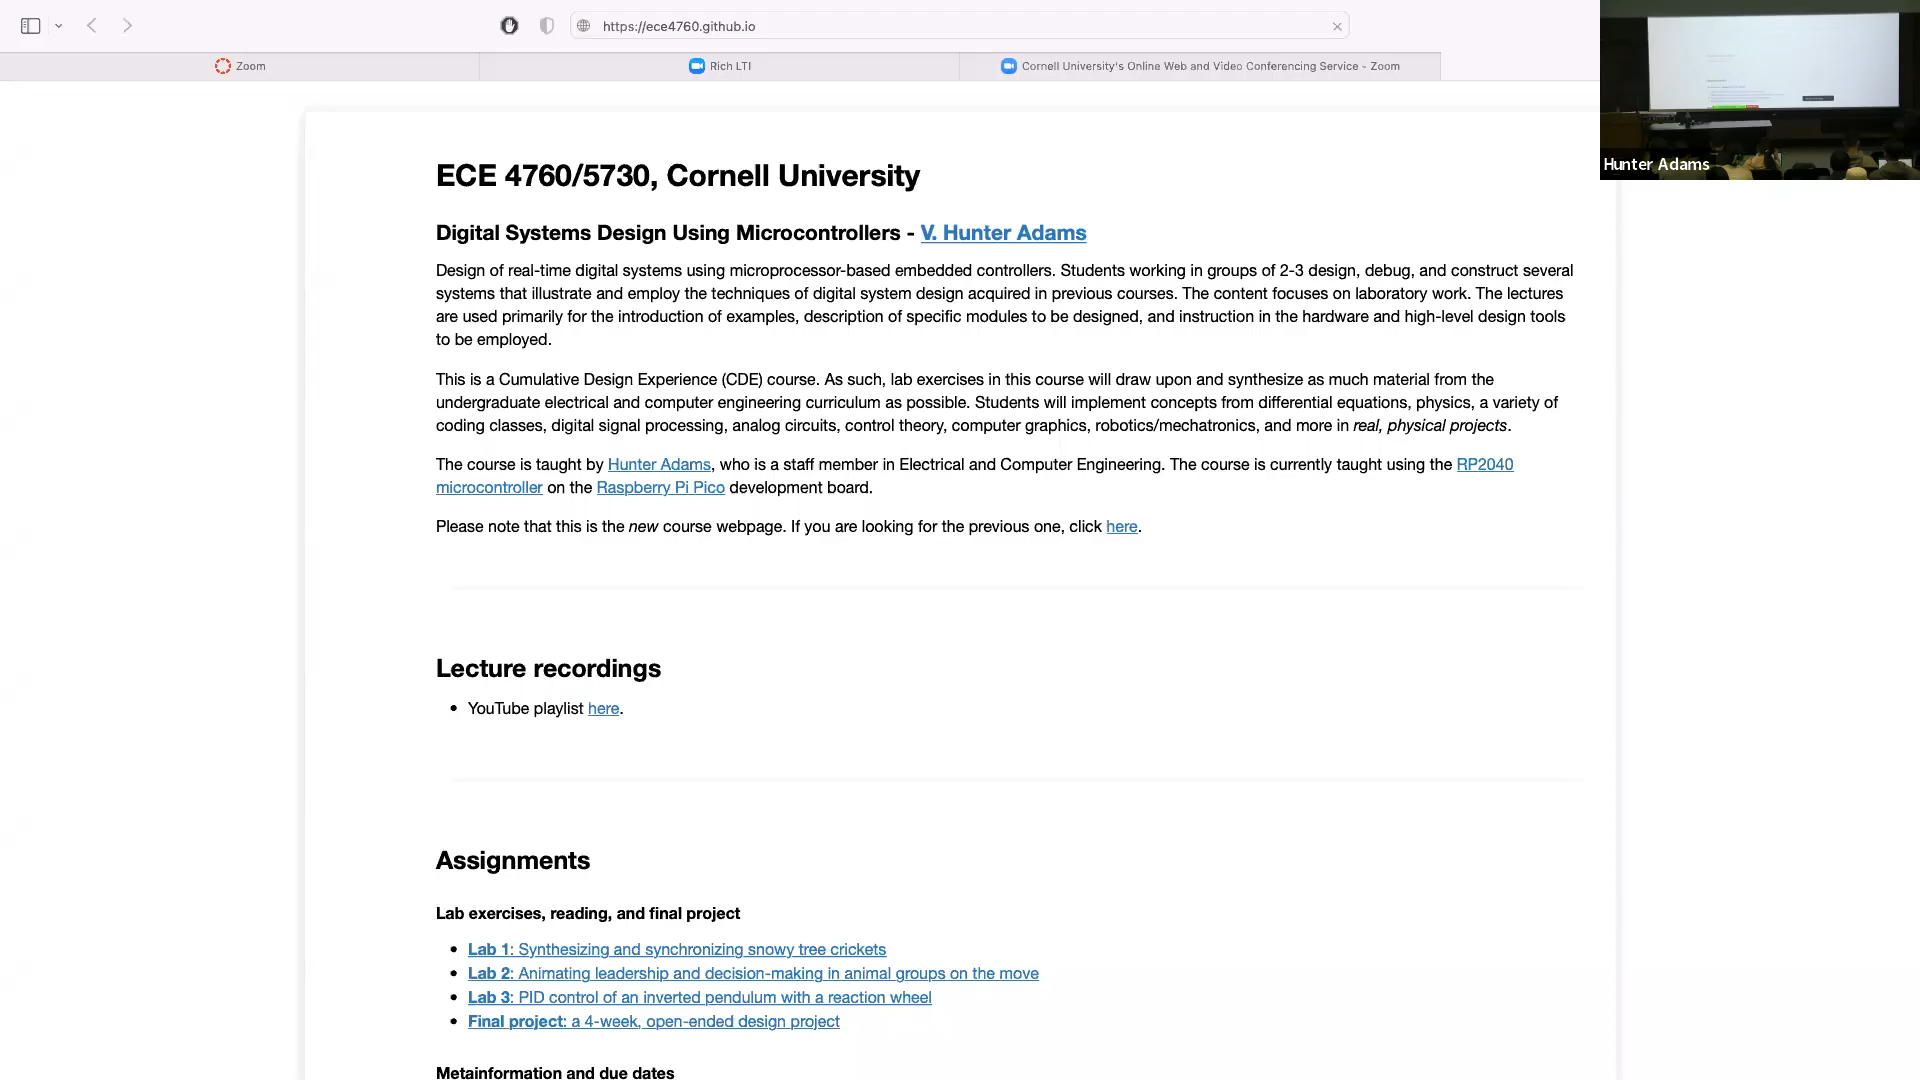 https://ece4760.github.io
Zoom
Rich LTI
Cornell University's Online Web and Video Conferencing Service - Zoom
Hunter Adams
ECE 4760/5730, Cornell University
Digital Systems Design Using Microcontrollers - V. Hunter Adams
Design of real-time digital systems using microprocessor-based embedded controllers. Students working in groups of 2-3 design, debug, and construct several
systems that illustrate and employ the techniques of digital system design acquired in previous courses. The content focuses on laboratory work. The lectures
are used primarily for the introduction of examples, description of specific modules to be designed, and instruction in the hardware and high-level design tools
to be employed.
This is a Cumulative Design Experience (CDE) course. As such, lab exercises in this course will draw upon and synthesize as much material from the
undergraduate electrical and computer engineering curriculum as possible. Students will implement concepts from differential equations, physics, a variety of
coding classes, digital signal processing, analog circuits, control theory, computer graphics, robotics/mechatronics, and more in real, physical projects.
The course is taught by Hunter Adams, who is a staff member in Electrical and Computer Engineering. The course is currently taught using the RP2040
microcontroller on the Raspberry Pi Pico development board.
Please note that this is the new course webpage. If you are looking for the previous one, click here.
Lecture recordings
• YouTube playlist here.
Assignments
Lab exercises, reading, and final project
• Lab 1: Synthesizing and synchronizing snowy tree crickets
• Lab 2: Animating leadership and decision-making in animal groups on the move
• Lab 3: PID control of an inverted pendulum with a reaction wheel
• Final project: a 4-week, open-ended design project
Metainformation and due dates